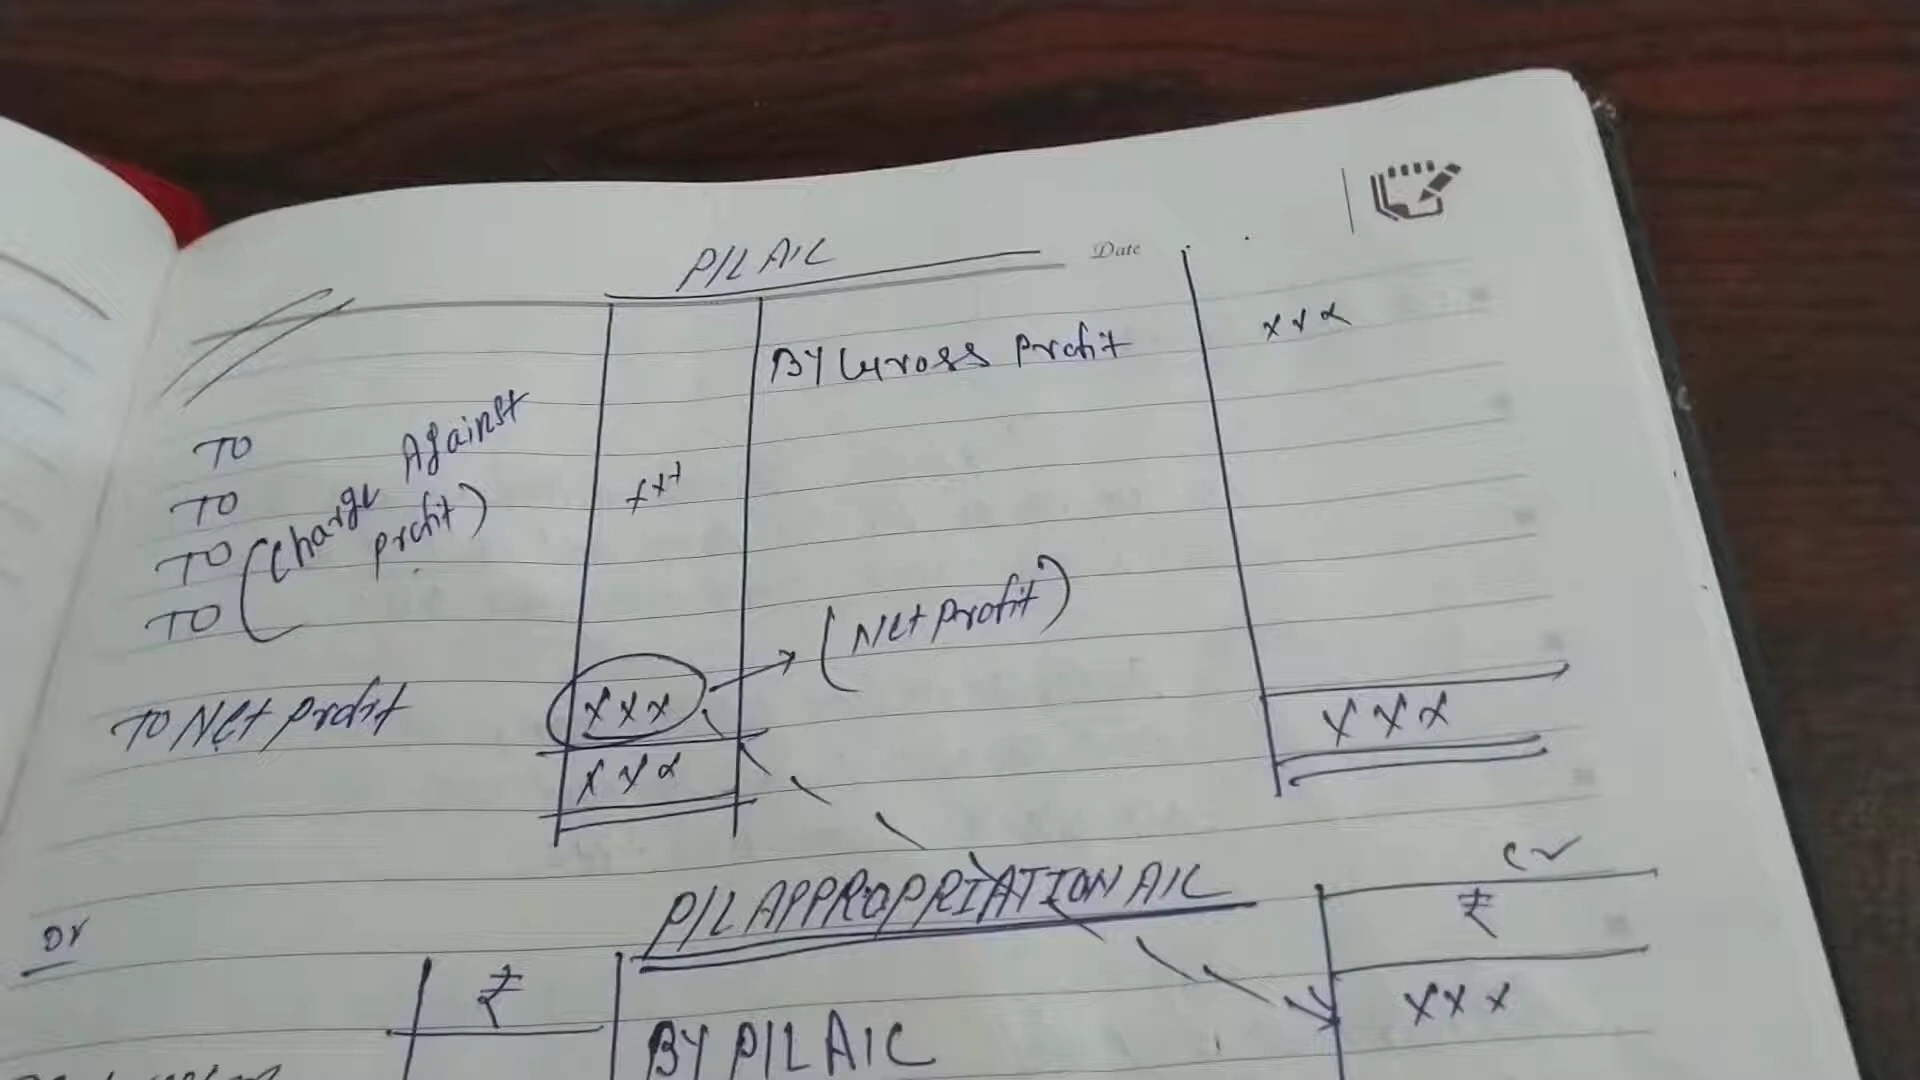 P/L A/C
Date
By Gross Profit xxx
To
To
To
To
(Charge Against
profit)
xxx
(Net Profit)
To Net Profit xxx
xxx xxx
P/L APPROPRIATION A/C
Dr
Cr
₹ ₹
By P/L A/C xxx